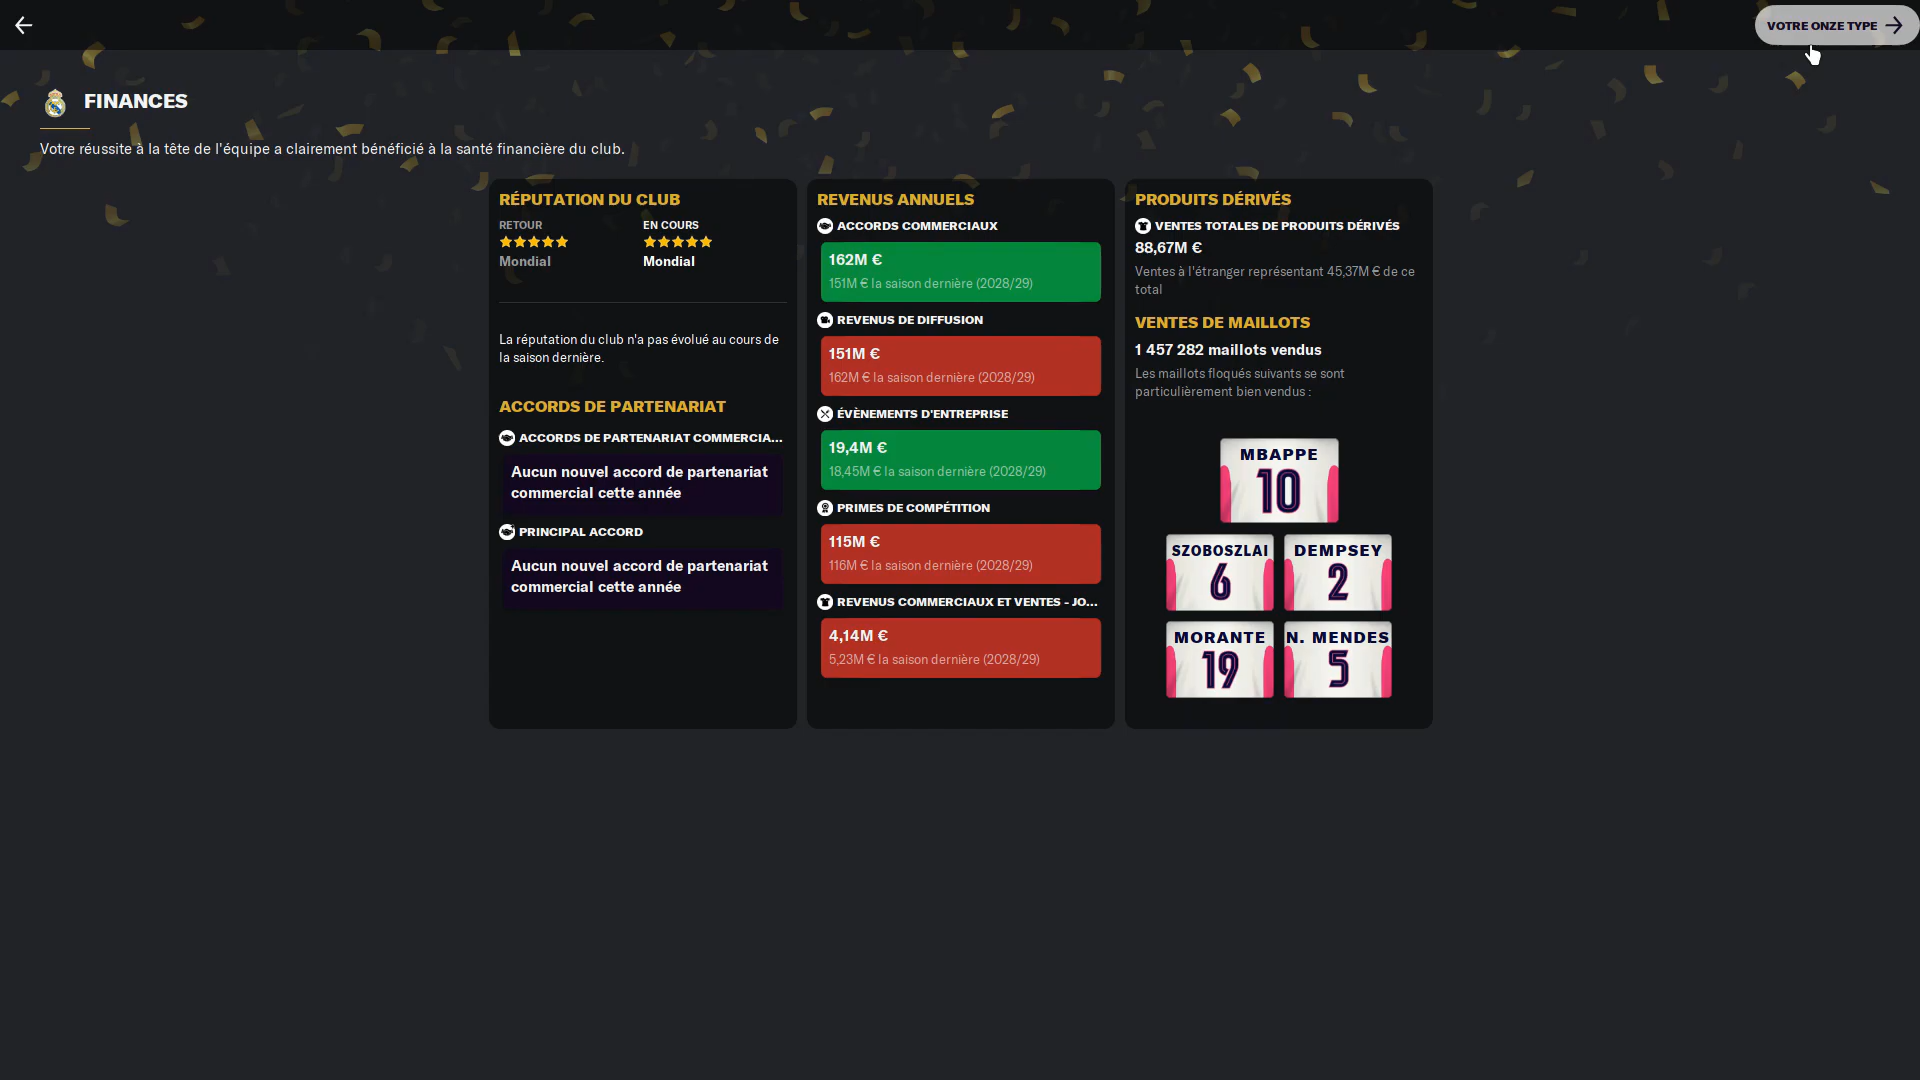 VOTRE ONZE TYPE
FINANCES
Votre réussite à la tête de l'équipe a clairement bénéficié à la santé financière du club.
RÉPUTATION DU CLUB
RETOUR
EN COURS
Mondial
Mondial
La réputation du club n'a pas évolué au cours de
la saison dernière.
ACCORDS DE PARTENARIAT
ACCORDS DE PARTENARIAT COMMERCIA...
Aucun nouvel accord de partenariat
commercial cette année
PRINCIPAL ACCORD
Aucun nouvel accord de partenariat
commercial cette année
REVENUS ANNUELS
ACCORDS COMMERCIAUX
162M €
151M € la saison dernière (2028/29)
REVENUS DE DIFFUSION
151M €
162M € la saison dernière (2028/29)
ÉVÈNEMENTS D'ENTREPRISE
19,4M €
18,45M € la saison dernière (2028/29)
PRIMES DE COMPÉTITION
115M €
116M € la saison dernière (2028/29)
REVENUS COMMERCIAUX ET VENTES - JO...
4,14M €
5,23M € la saison dernière (2028/29)
PRODUITS DÉRIVÉS
VENTES TOTALES DE PRODUITS DÉRIVÉS
88,67M €
Ventes à l'étranger représentant 45,37M € de ce
total
VENTES DE MAILLOTS
1 457 282 maillots vendus
Les maillots floqués suivants se sont
particulièrement bien vendus :
MBAPPE
10
SZOBOSZLAI
6
DEMPSEY
2
MORANTE
19
N. MENDES
5